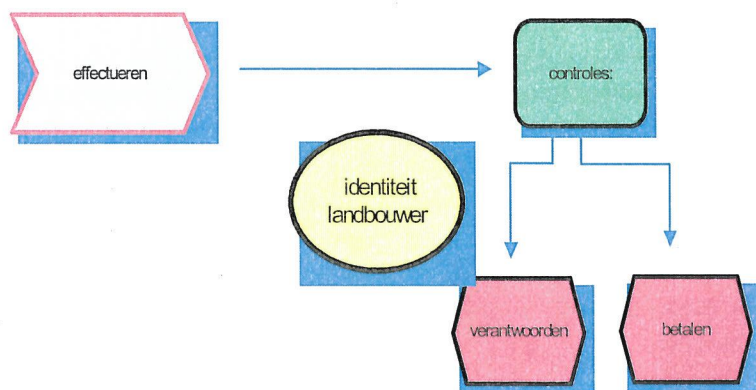 effectueren
controles:
identiteit
landbouwer
verantwoorden
betalen